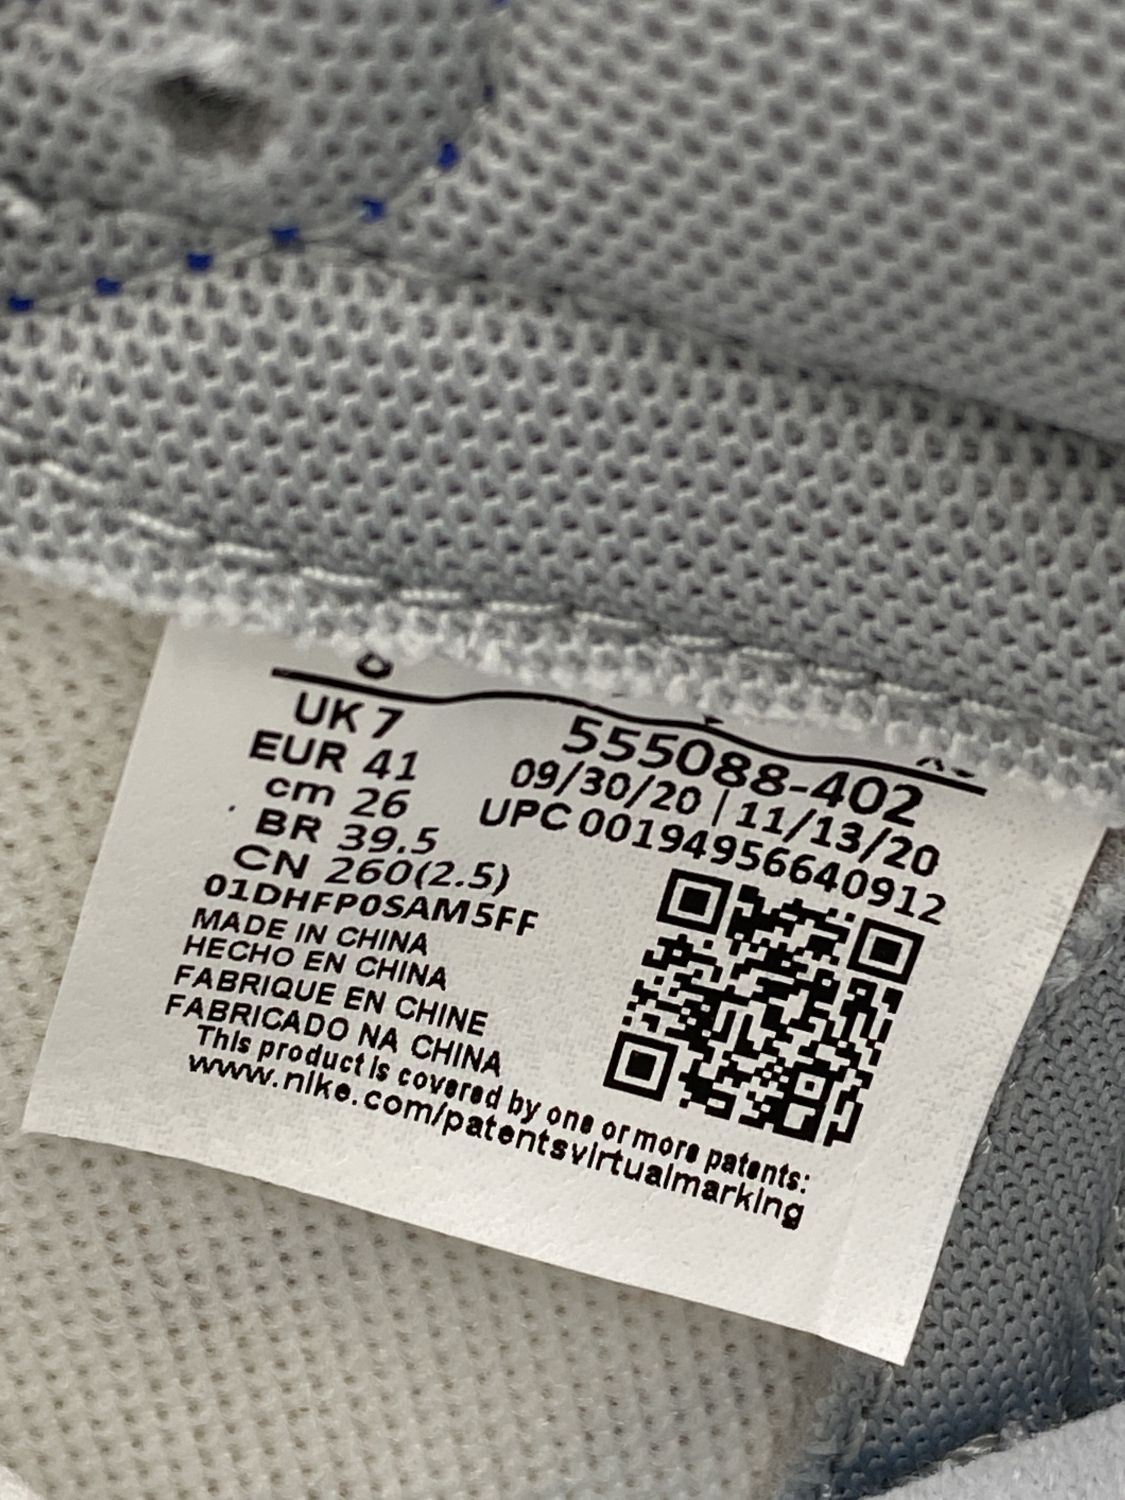 UK 7
EUR 41
cm 26
BR 39.5
CN 260(2.5)
01DHFP0SAM5FF
MADE IN CHINA
HECHO EN CHINA
FABRIQUE EN CHINE
FABRICADO NA CHINA
This product is covered by one or more patents:
www.nike.com/patentsvirtualmarking
555088-402
09/30/20 | 11/13/20
UPC 00194956640912